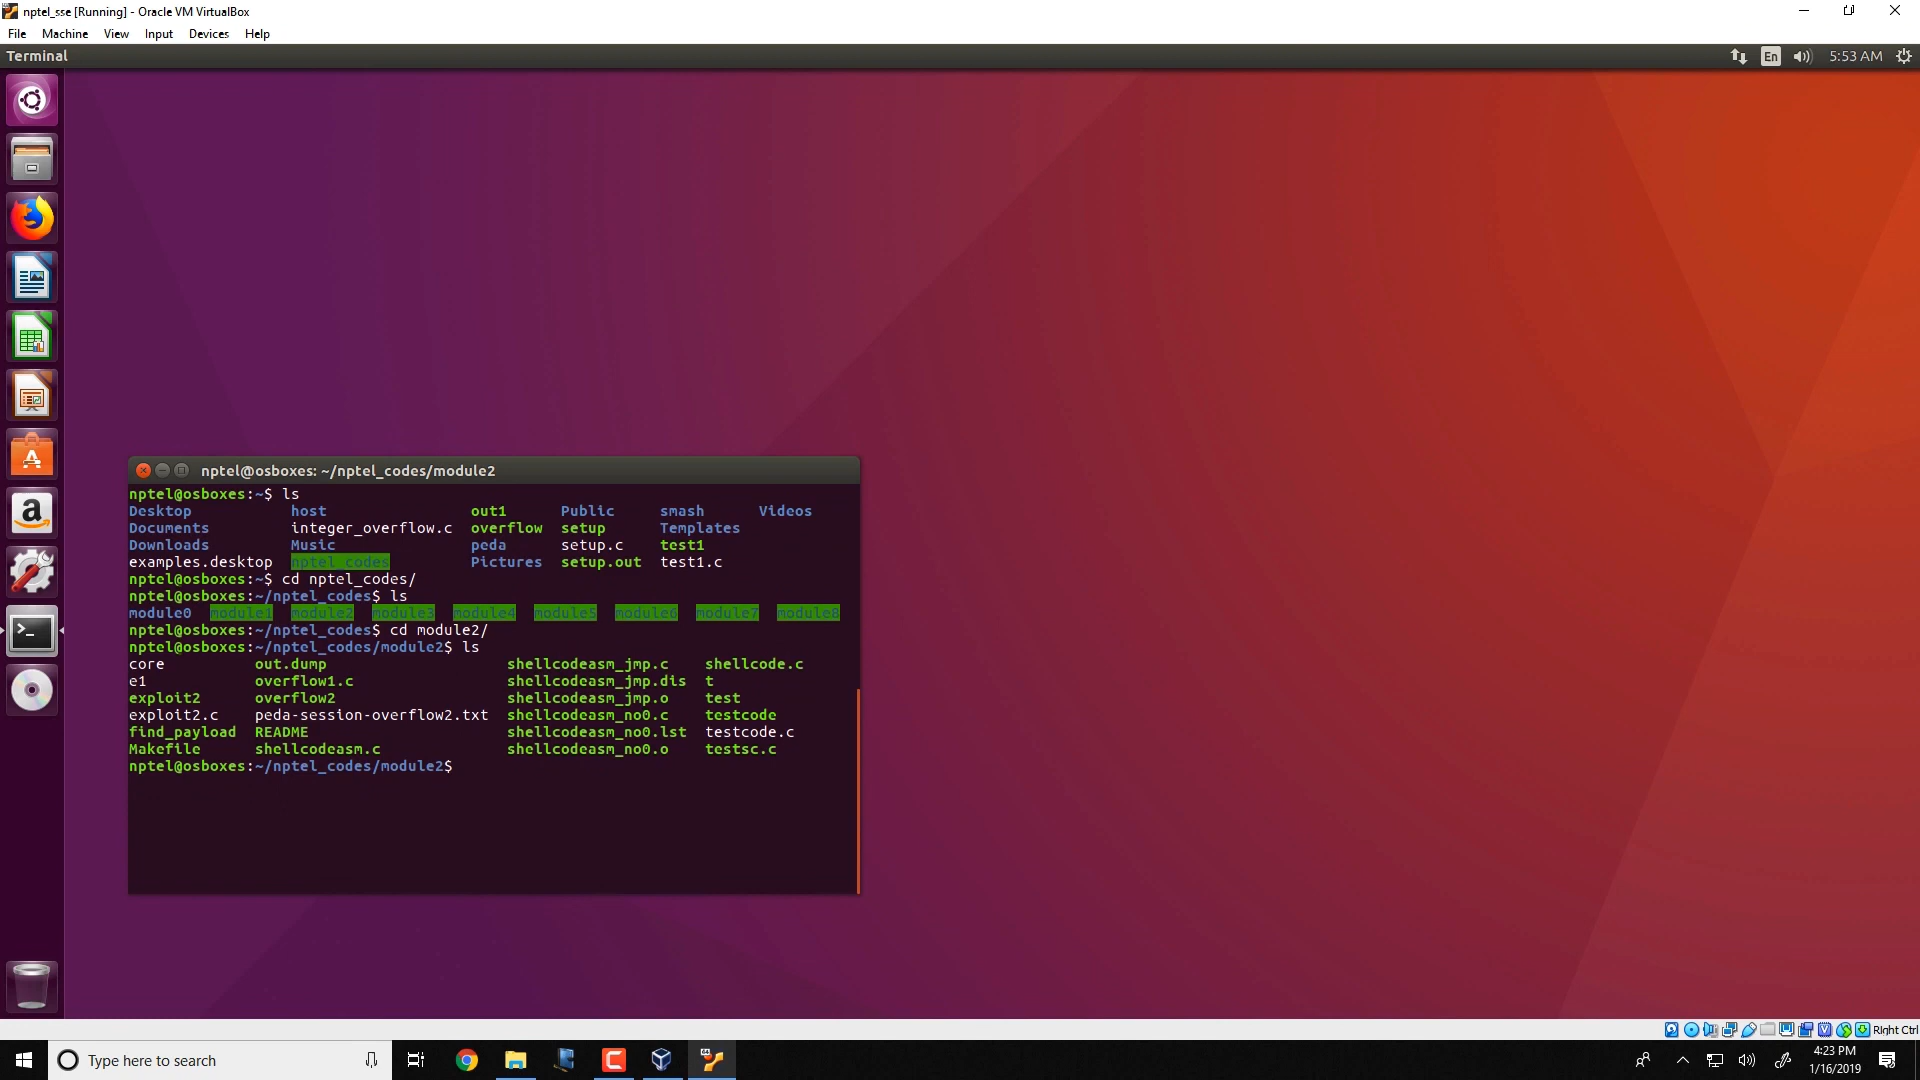 nptel_sse [Running] - Oracle VM VirtualBox
File Machine View Input Devices Help
Terminal En 5:53 AM
nptel@osboxes: ~/nptel_codes/module2
nptel@osboxes:~$ ls
Desktop host out1 Public smash Videos
Documents integer_overflow.c overflow setup Templates
Downloads Music peda setup.c test1
examples.desktop nptel_codes Pictures setup.out test1.c
nptel@osboxes:~$ cd nptel_codes/
nptel@osboxes:~/nptel_codes$ ls
module0 module1 module2 module3 module4 module5 module6 module7 module8
nptel@osboxes:~/nptel_codes$ cd module2/
nptel@osboxes:~/nptel_codes/module2$ ls
core out.dump shellcodeasm_jmp.c shellcode.c
e1 overflow1.c shellcodeasm_jmp.dis t
exploit2 overflow2 shellcodeasm_jmp.o test
exploit2.c peda-session-overflow2.txt shellcodeasm_no0.c testcode
find_payload README shellcodeasm_no0.lst testcode.c
Makefile shellcodeasm.c shellcodeasm_no0.o testsc.c
nptel@osboxes:~/nptel_codes/module2$
Right Ctrl
Type here to search
4:23 PM
1/16/2019